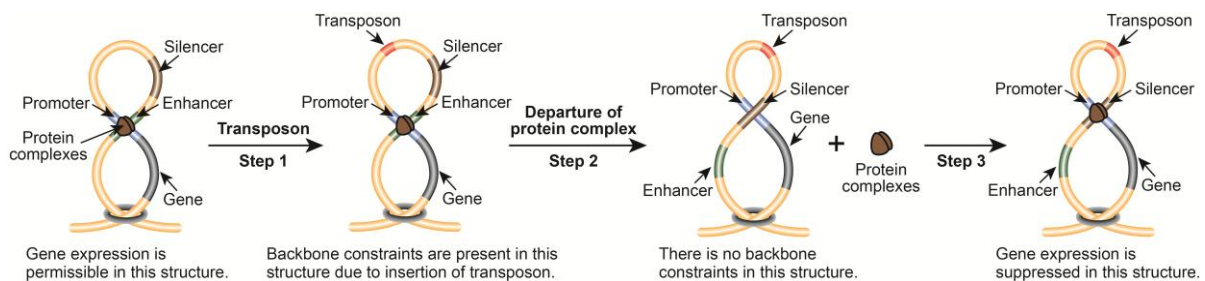 Silencer
Promoter
Enhancer
Protein
complexes
Gene
Gene expression is
permissible in this structure.
Transposon
Step 1
Transposon
Silencer
Promoter
Enhancer
Gene
Backbone constraints are present in this
structure due to insertion of transposon.
Departure of
protein complex
Step 2
Transposon
Promoter
Silencer
Gene
Enhancer
There is no backbone
constraints in this structure.
+
Protein
complexes
Step 3
Transposon
Promoter
Silencer
Enhancer
Gene
Gene expression is
suppressed in this structure.